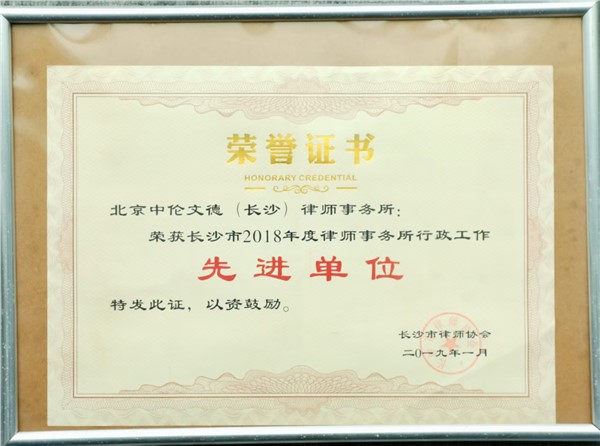 荣誉证书
HONORARY CREDENTIAL
北京中伦文德（长沙）律师事务所：
荣获长沙市2018年度律师事务所行政工作
先进单位
特发此证，以资鼓励。
长沙市律师协会
二〇一九年一月